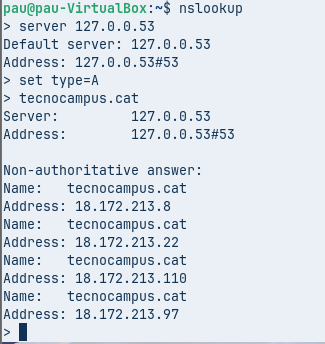 pau@pau-VirtualBox:~$ nslookup
> server 127.0.0.53
Default server: 127.0.0.53
Address: 127.0.0.53#53
> set type=A
> tecnocampus.cat
Server:         127.0.0.53
Address:        127.0.0.53#53

Non-authoritative answer:
Name:   tecnocampus.cat
Address: 18.172.213.8
Name:   tecnocampus.cat
Address: 18.172.213.22
Name:   tecnocampus.cat
Address: 18.172.213.110
Name:   tecnocampus.cat
Address: 18.172.213.97
>